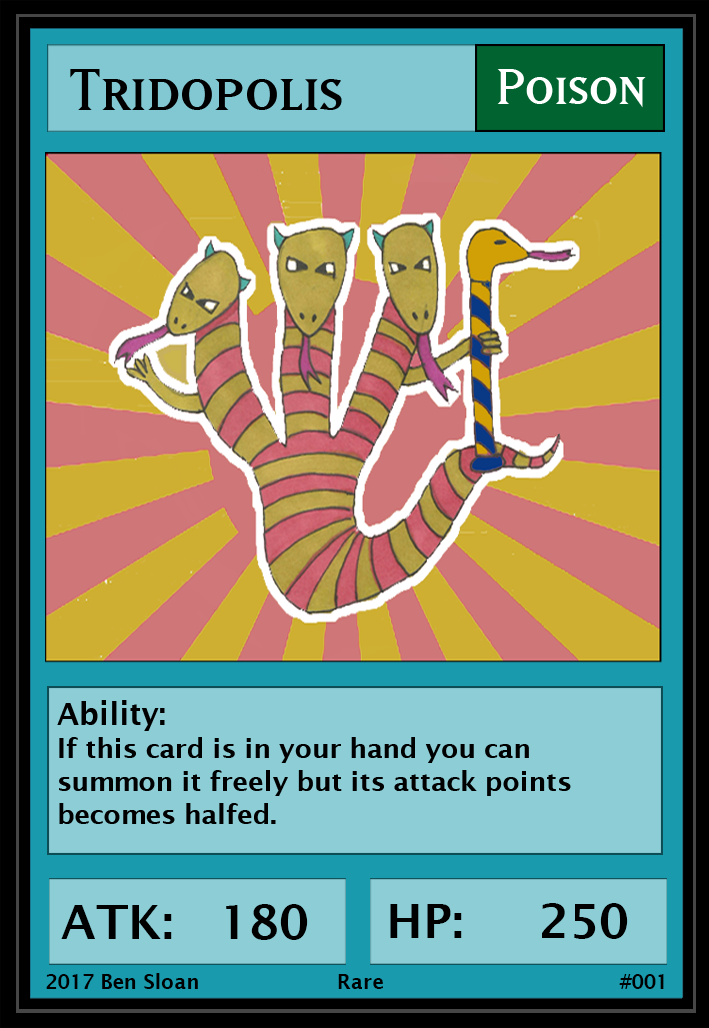 Tridopolis
Poison
Ability:
If this card is in your hand you can
summon it freely but its attack points
becomes halfed.
ATK: 180
HP: 250
2017 Ben Sloan
Rare
#001